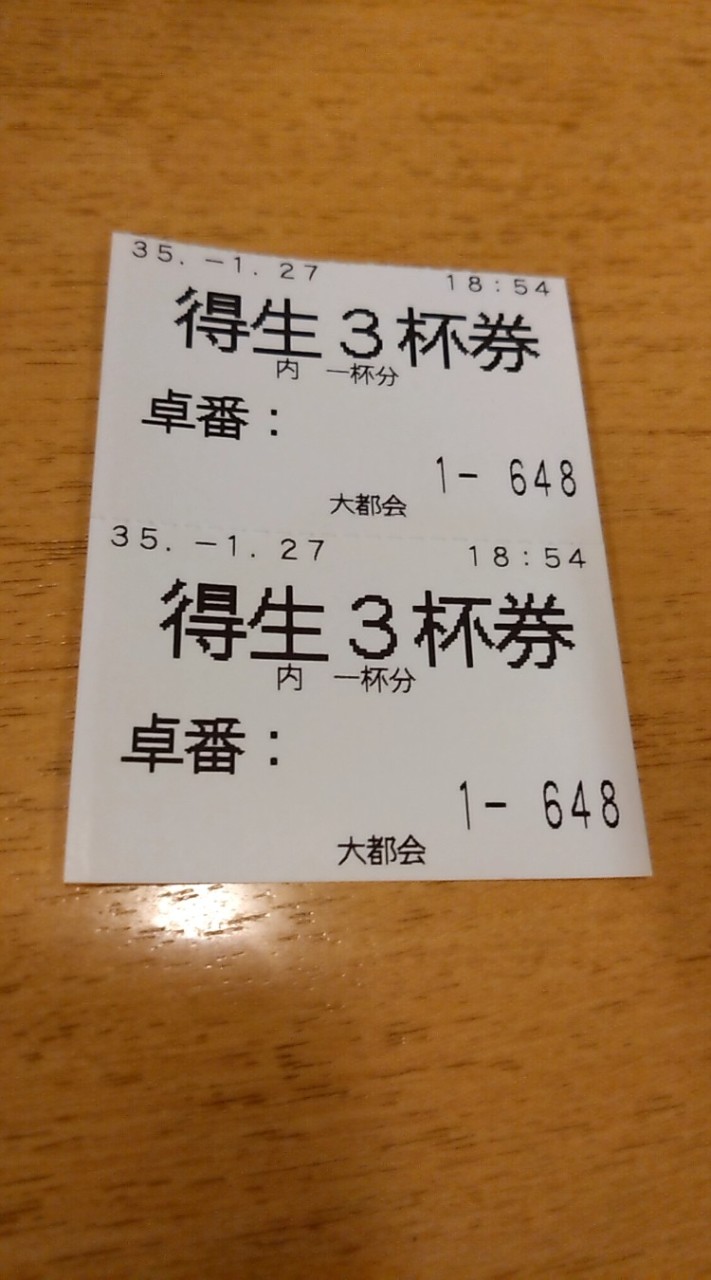 35.－1.27 18:54
得生3杯券
内 一杯分
卓番：
1- 648
大都会
35.－1.27 18:54
得生3杯券
内 一杯分
卓番：
1- 648
大都会